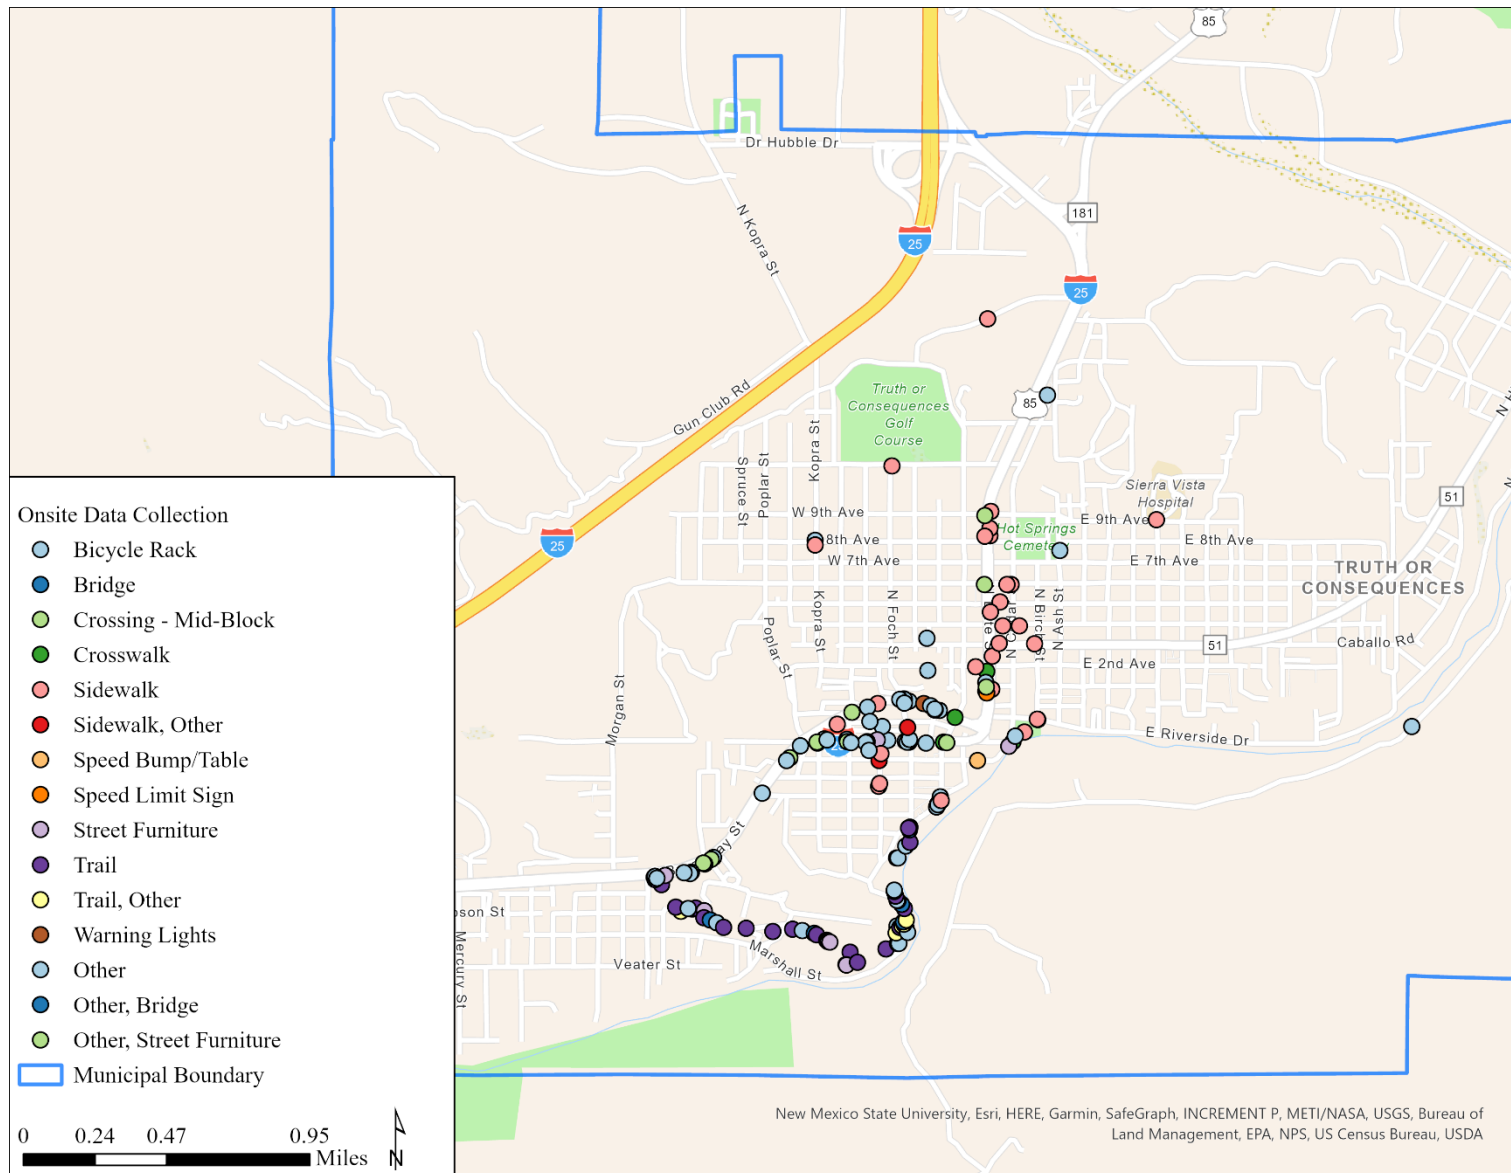 85
Dr Hubble Dr
181
N Kopra St
25
25
Truth or
Consequences
Golf
Course
85
Gun Club Rd
Kopra St
Spruce St
Poplar St
Sierra Vista
Hospital
51
W 9th Ave
E 9th Ave
Hot Springs
8th Ave
E 8th Ave
25
W 7th Ave
E 7th Ave
TRUTH OR
CONSEQUENCES
Kopra St
N Foch St
N Birch St
N Ash St
Poplar St
51
Caballo Rd
E 2nd Ave
Morgan St
E Riverside Dr
Mercury St
Veater St
Marshall St
Onsite Data Collection
Bicycle Rack
Bridge
Crossing - Mid-Block
Crosswalk
Sidewalk
Sidewalk, Other
Speed Bump/Table
Speed Limit Sign
Street Furniture
Trail
Trail, Other
Warning Lights
Other
Other, Bridge
Other, Street Furniture
Municipal Boundary
0 0.24 0.47 0.95
Miles
N
New Mexico State University, Esri, HERE, Garmin, SafeGraph, INCREMENT P, METI/NASA, USGS, Bureau of
Land Management, EPA, NPS, US Census Bureau, USDA